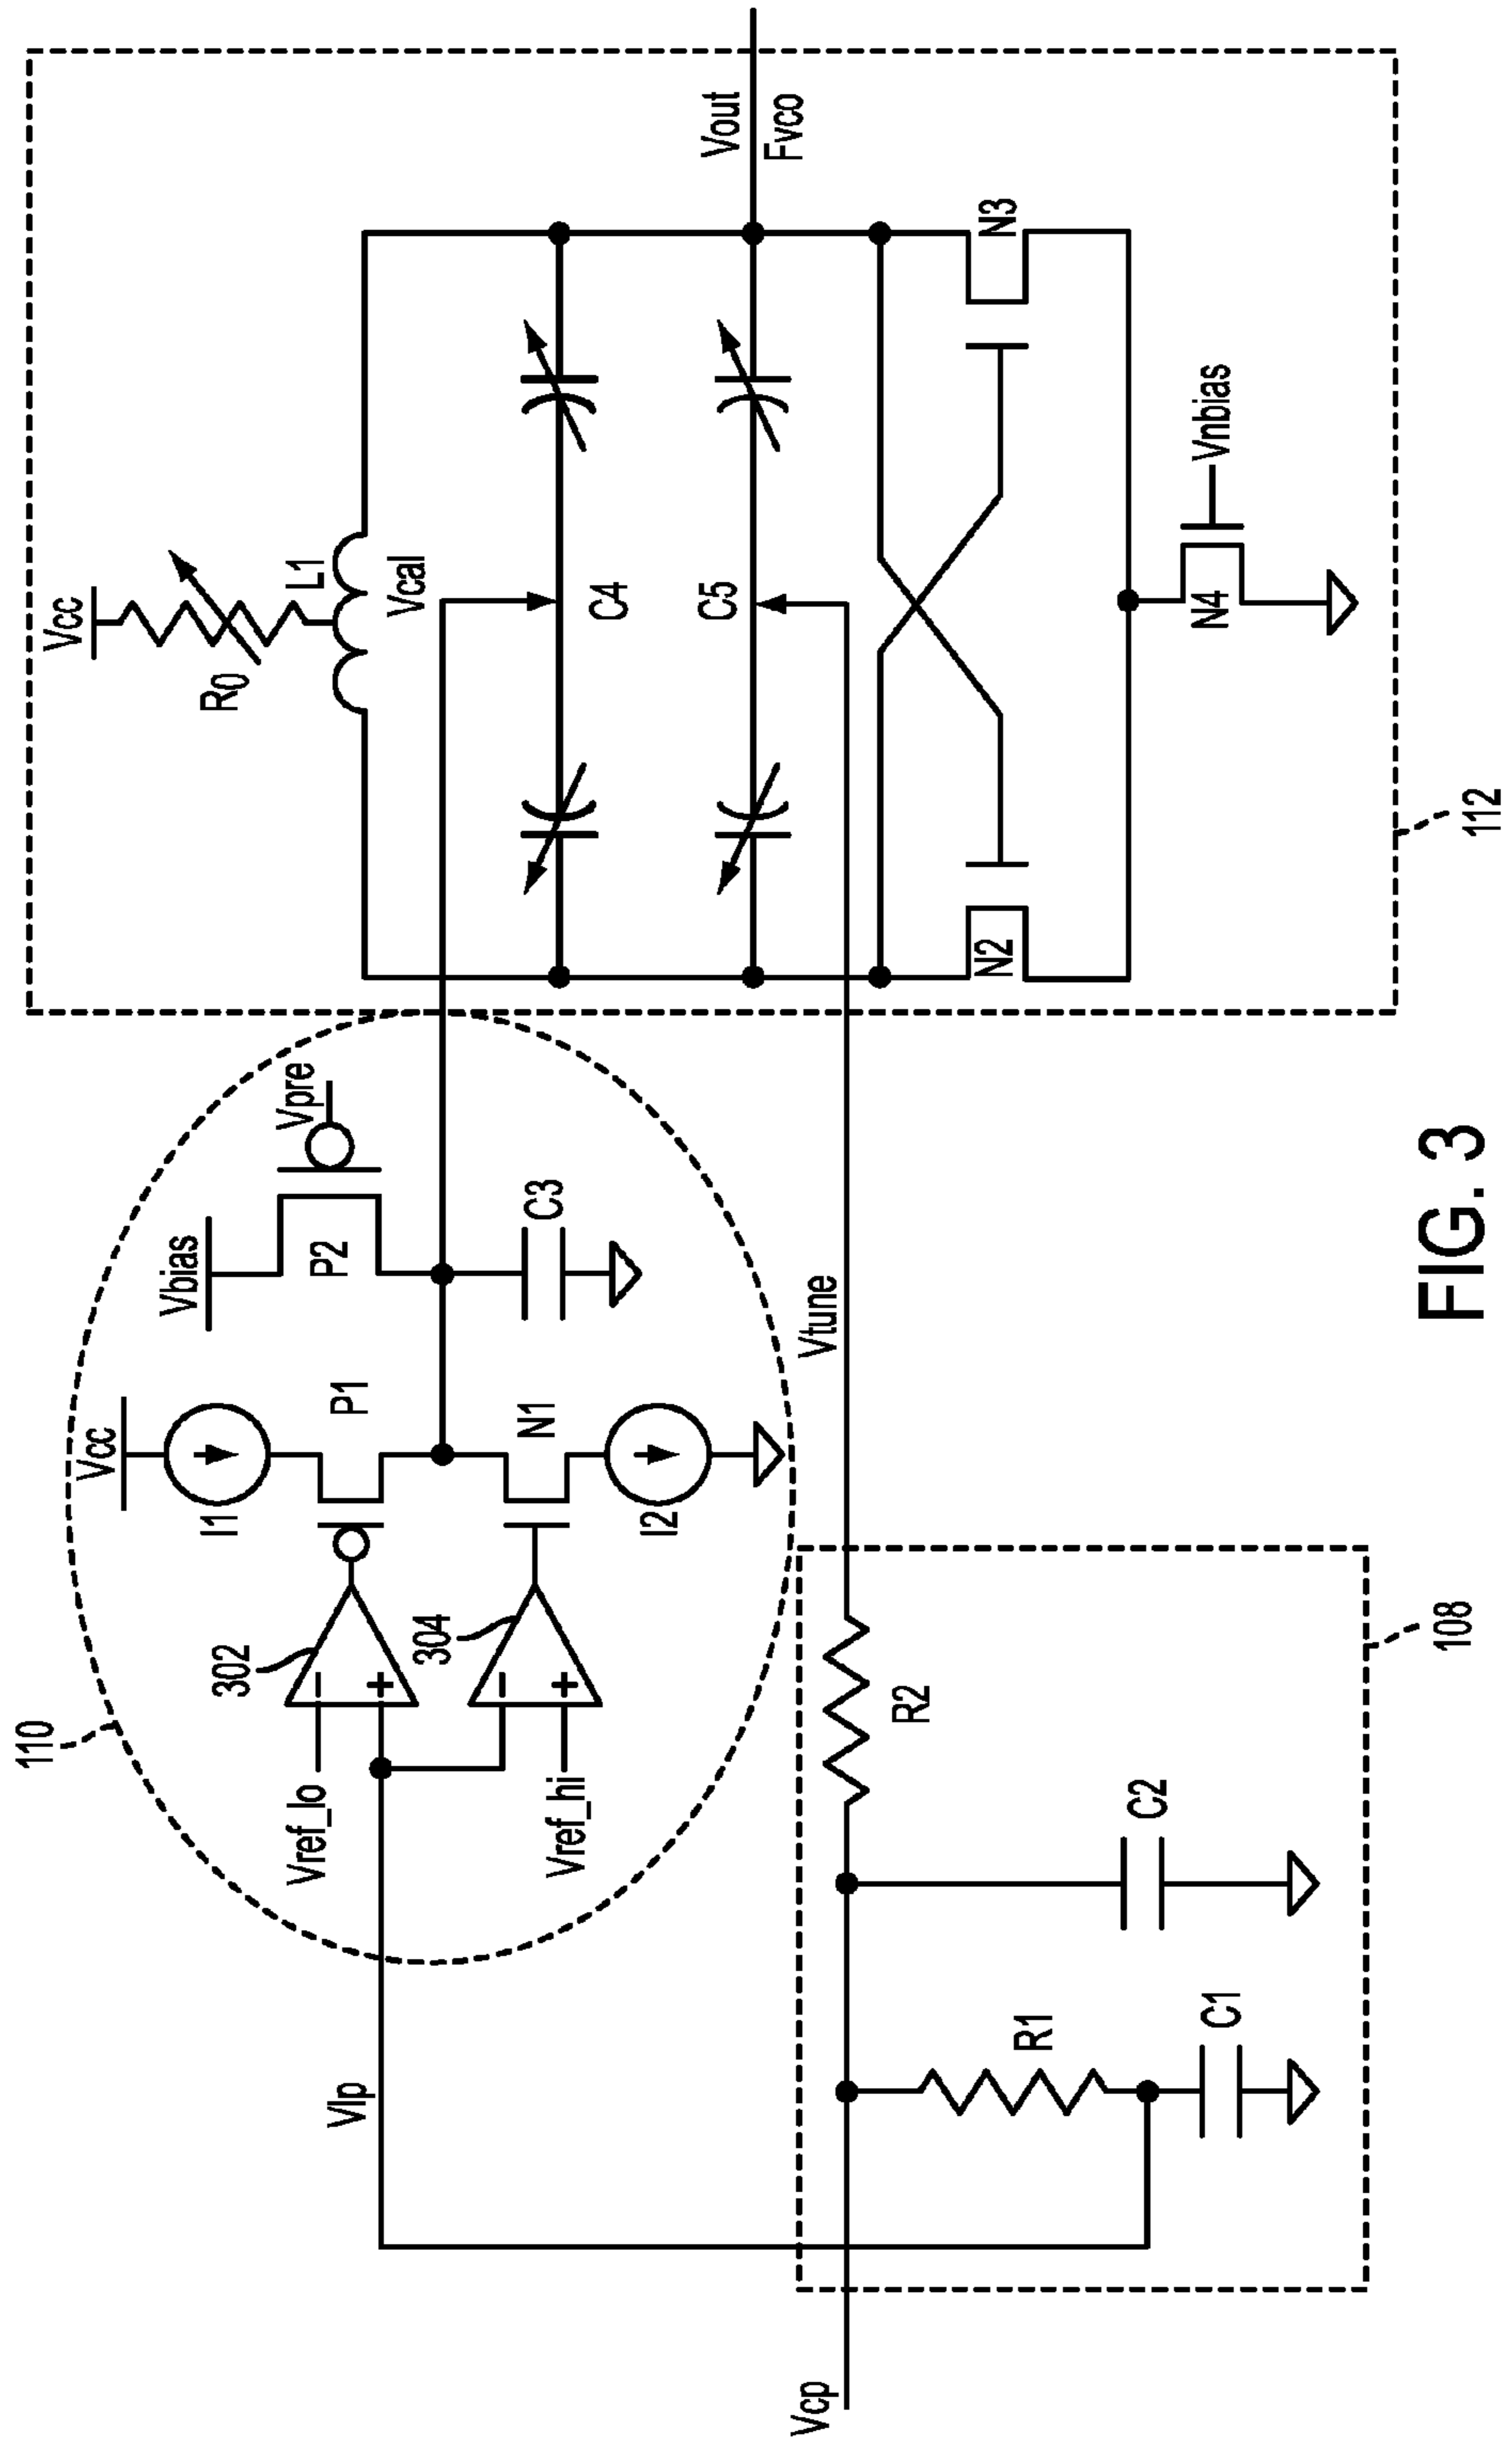 110
Vcc
I1
P1
302
Vref_lo
304
Vref_hi
N1
I2
Vbias
P2
Vpre
C3
Vlp
Vcc
R0
L1
Vcal
C4
C5
Vout
Fvco
N2
N3
N4
Vnbias
112
Vcp
Vtune
R1
C1
C2
R2
108
FIG. 3